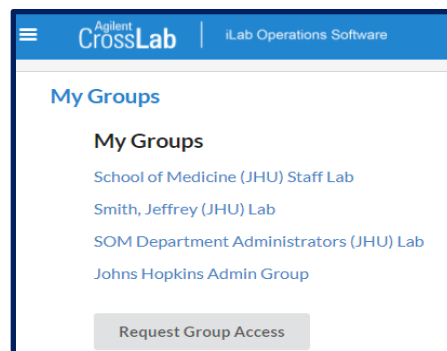 Agilent
CrossLab
iLab Operations Software
My Groups
My Groups
School of Medicine (JHU) Staff Lab
Smith, Jeffrey (JHU) Lab
SOM Department Administrators (JHU) Lab
Johns Hopkins Admin Group
Request Group Access